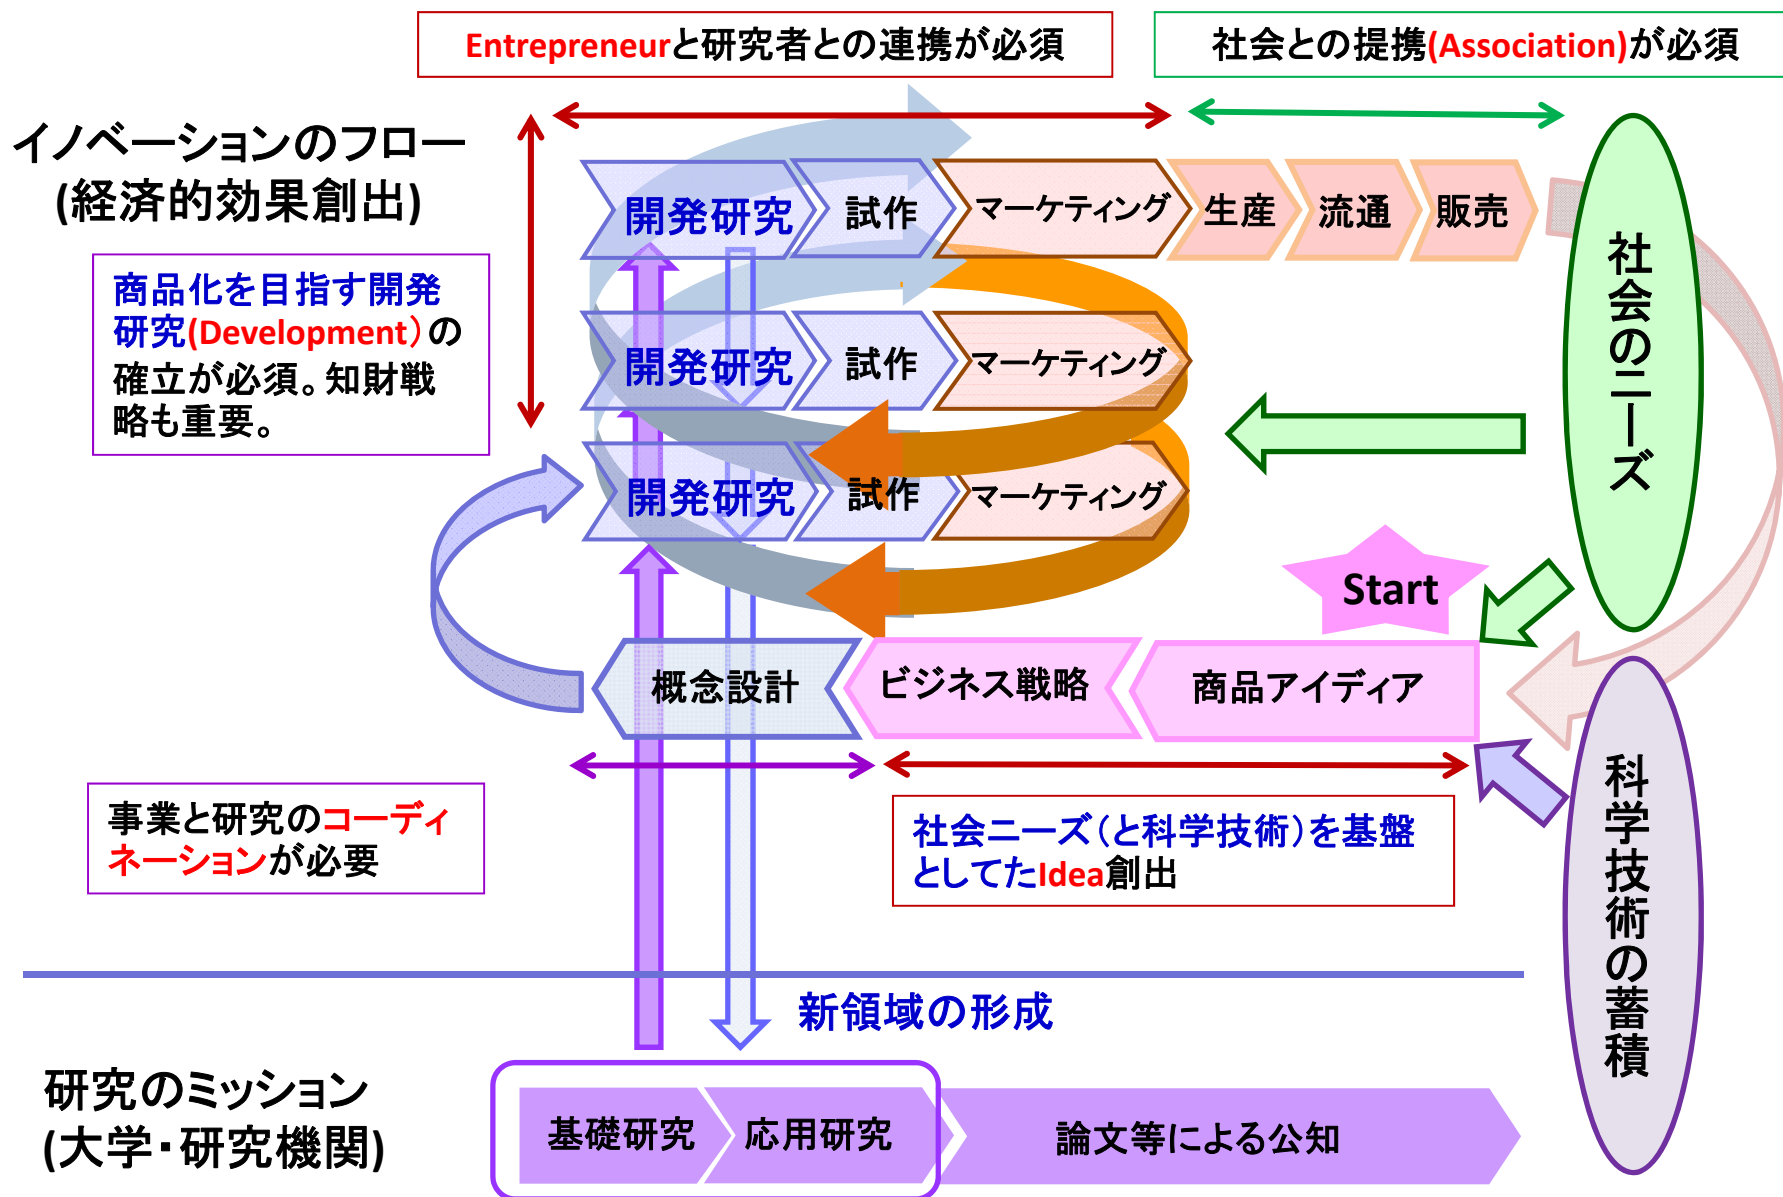 Entrepreneurと研究者との連携が必須
社会との提携(Association)が必須
イノベーションのフロー
(経済的効果創出)
開発研究
試作
マーケティング
生産
流通
販売
商品化を目指す開発
研究(Development)の
確立が必須。知財戦
略も重要。
開発研究
試作
マーケティング
社会のニーズ
開発研究
試作
マーケティング
Start
概念設計
ビジネス戦略
商品アイディア
事業と研究のコーディ
ネーションが必要
社会ニーズ(と科学技術)を基盤
としてたIdea創出
科学技術の蓄積
新領域の形成
研究のミッション
(大学・研究機関)
基礎研究
応用研究
論文等による公知